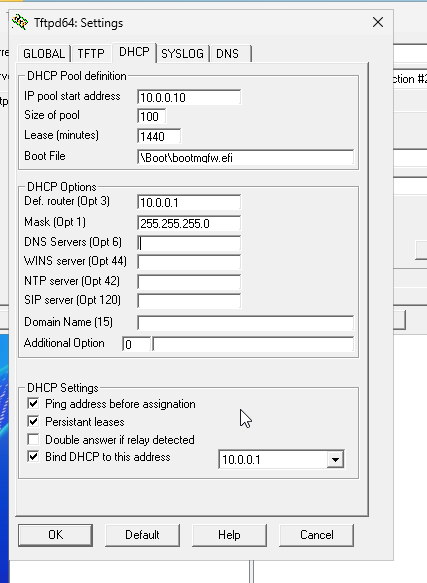 Tftpd64: Settings
GLOBAL TFTP DHCP SYSLOG DNS
DHCP Pool definition
IP pool start address 10.0.0.10
Size of pool 100
Lease (minutes) 1440
Boot File \Boot\bootmgfw.efi
DHCP Options
Def. router (Opt 3) 10.0.0.1
Mask (Opt 1) 255.255.255.0
DNS Servers (Opt 6)
WINS server (Opt 44)
NTP server (Opt 42)
SIP server (Opt 120)
Domain Name (15)
Additional Option 0
DHCP Settings
Ping address before assignation
Persistant leases
Double answer if relay detected
Bind DHCP to this address 10.0.0.1
OK Default Help Cancel
ction #2